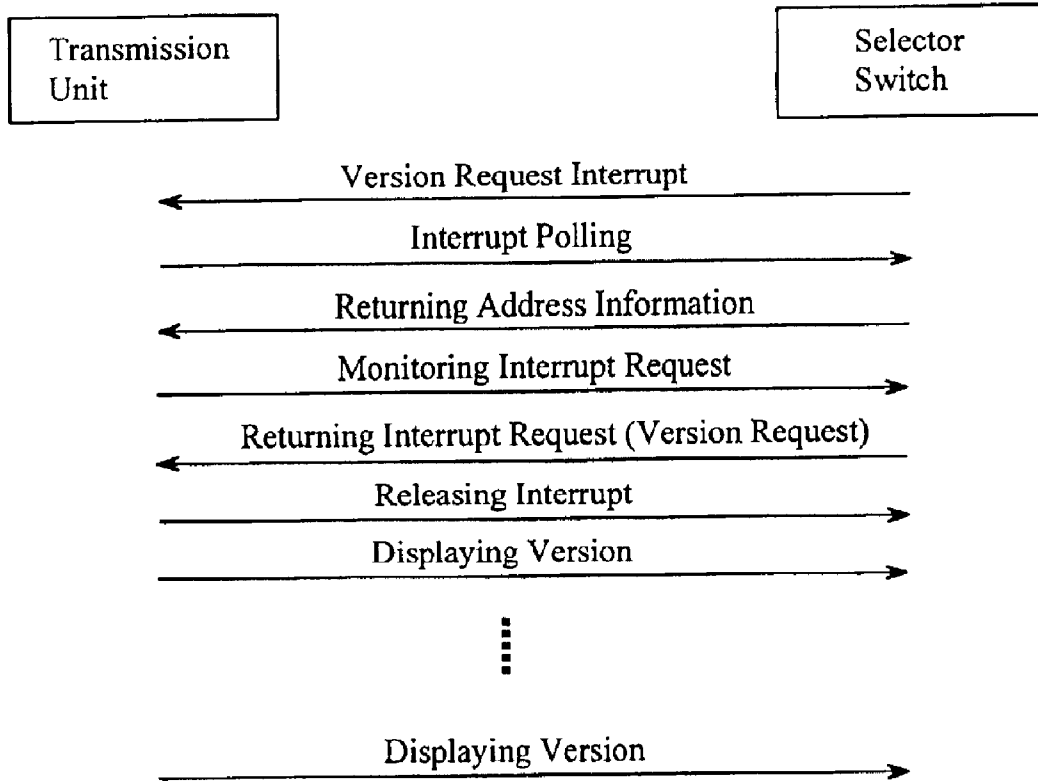 Transmission
Unit
Selector
Switch
Version Request Interrupt
Interrupt Polling
Returning Address Information
Monitoring Interrupt Request
Returning Interrupt Request (Version Request)
Releasing Interrupt
Displaying Version
Displaying Version